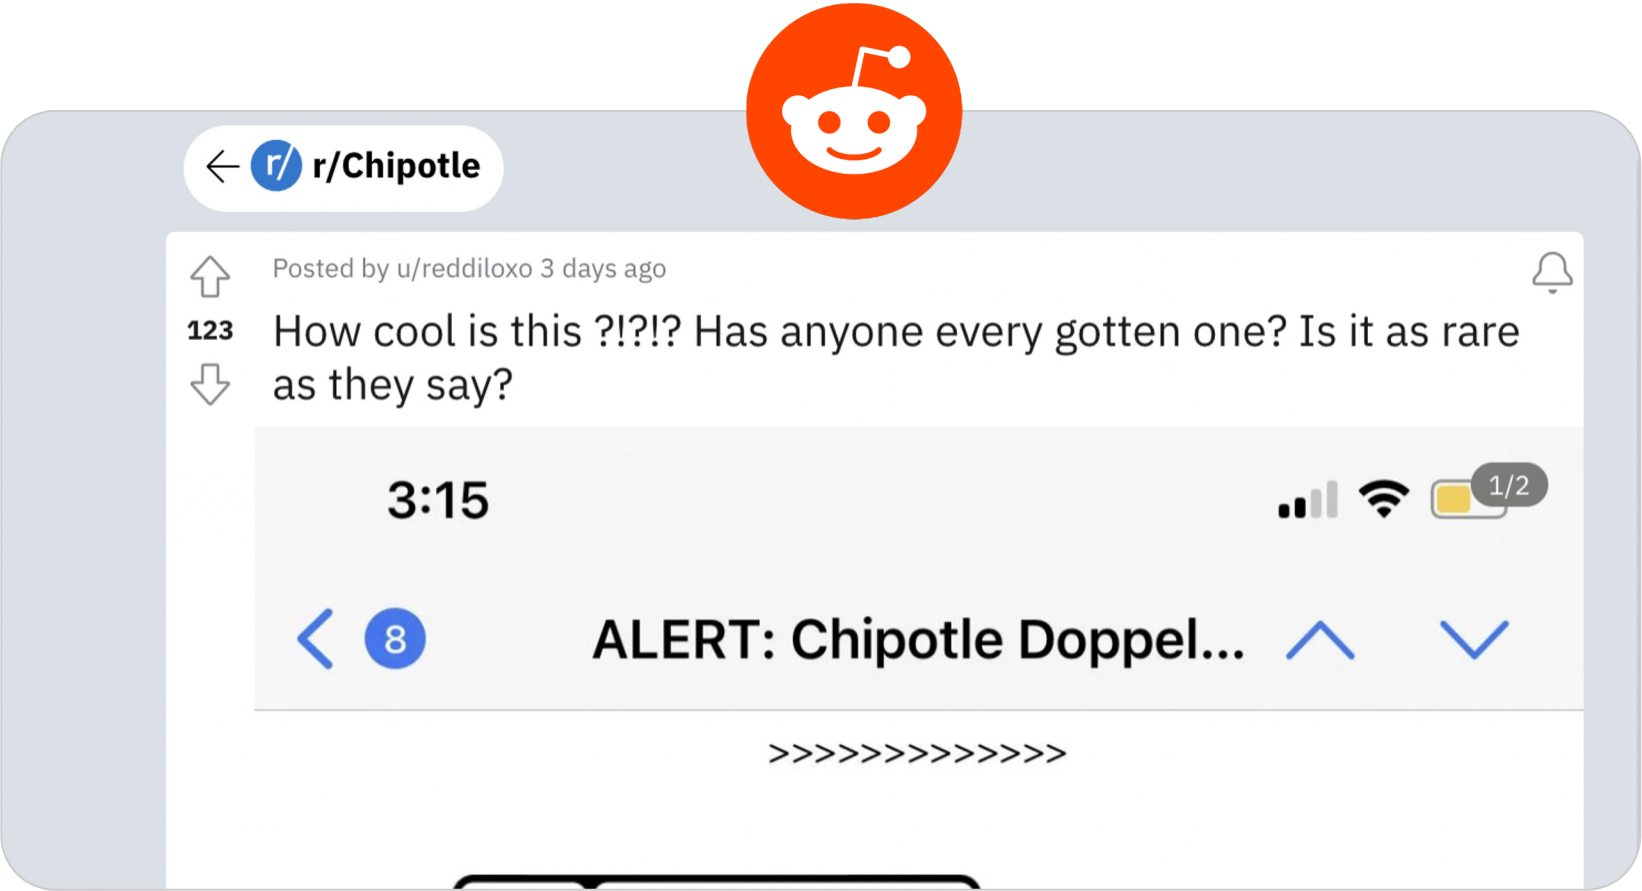 r/ r/Chipotle
Posted by u/reddiloxo 3 days ago
123
How cool is this ?!?!? Has anyone every gotten one? Is it as rare
as they say?
3:15
1/2
8
ALERT: Chipotle Doppel...
>>>>>>>>>>>>>